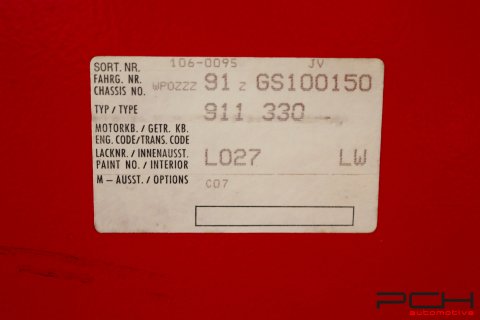 SORT. NR. 106-0095 JV
FAHRG. NR.
CHASSIS NO. WPOZZZ 91 Z GS100150
TYP / TYPE 911 330
MOTORKB. / GETR. KB.
ENG. CODE/TRANS. CODE
LACKNR. / INNENAUSST.
PAINT NO. / INTERIOR L027 LW
M – AUSST. / OPTIONS C07
PCH
automotive